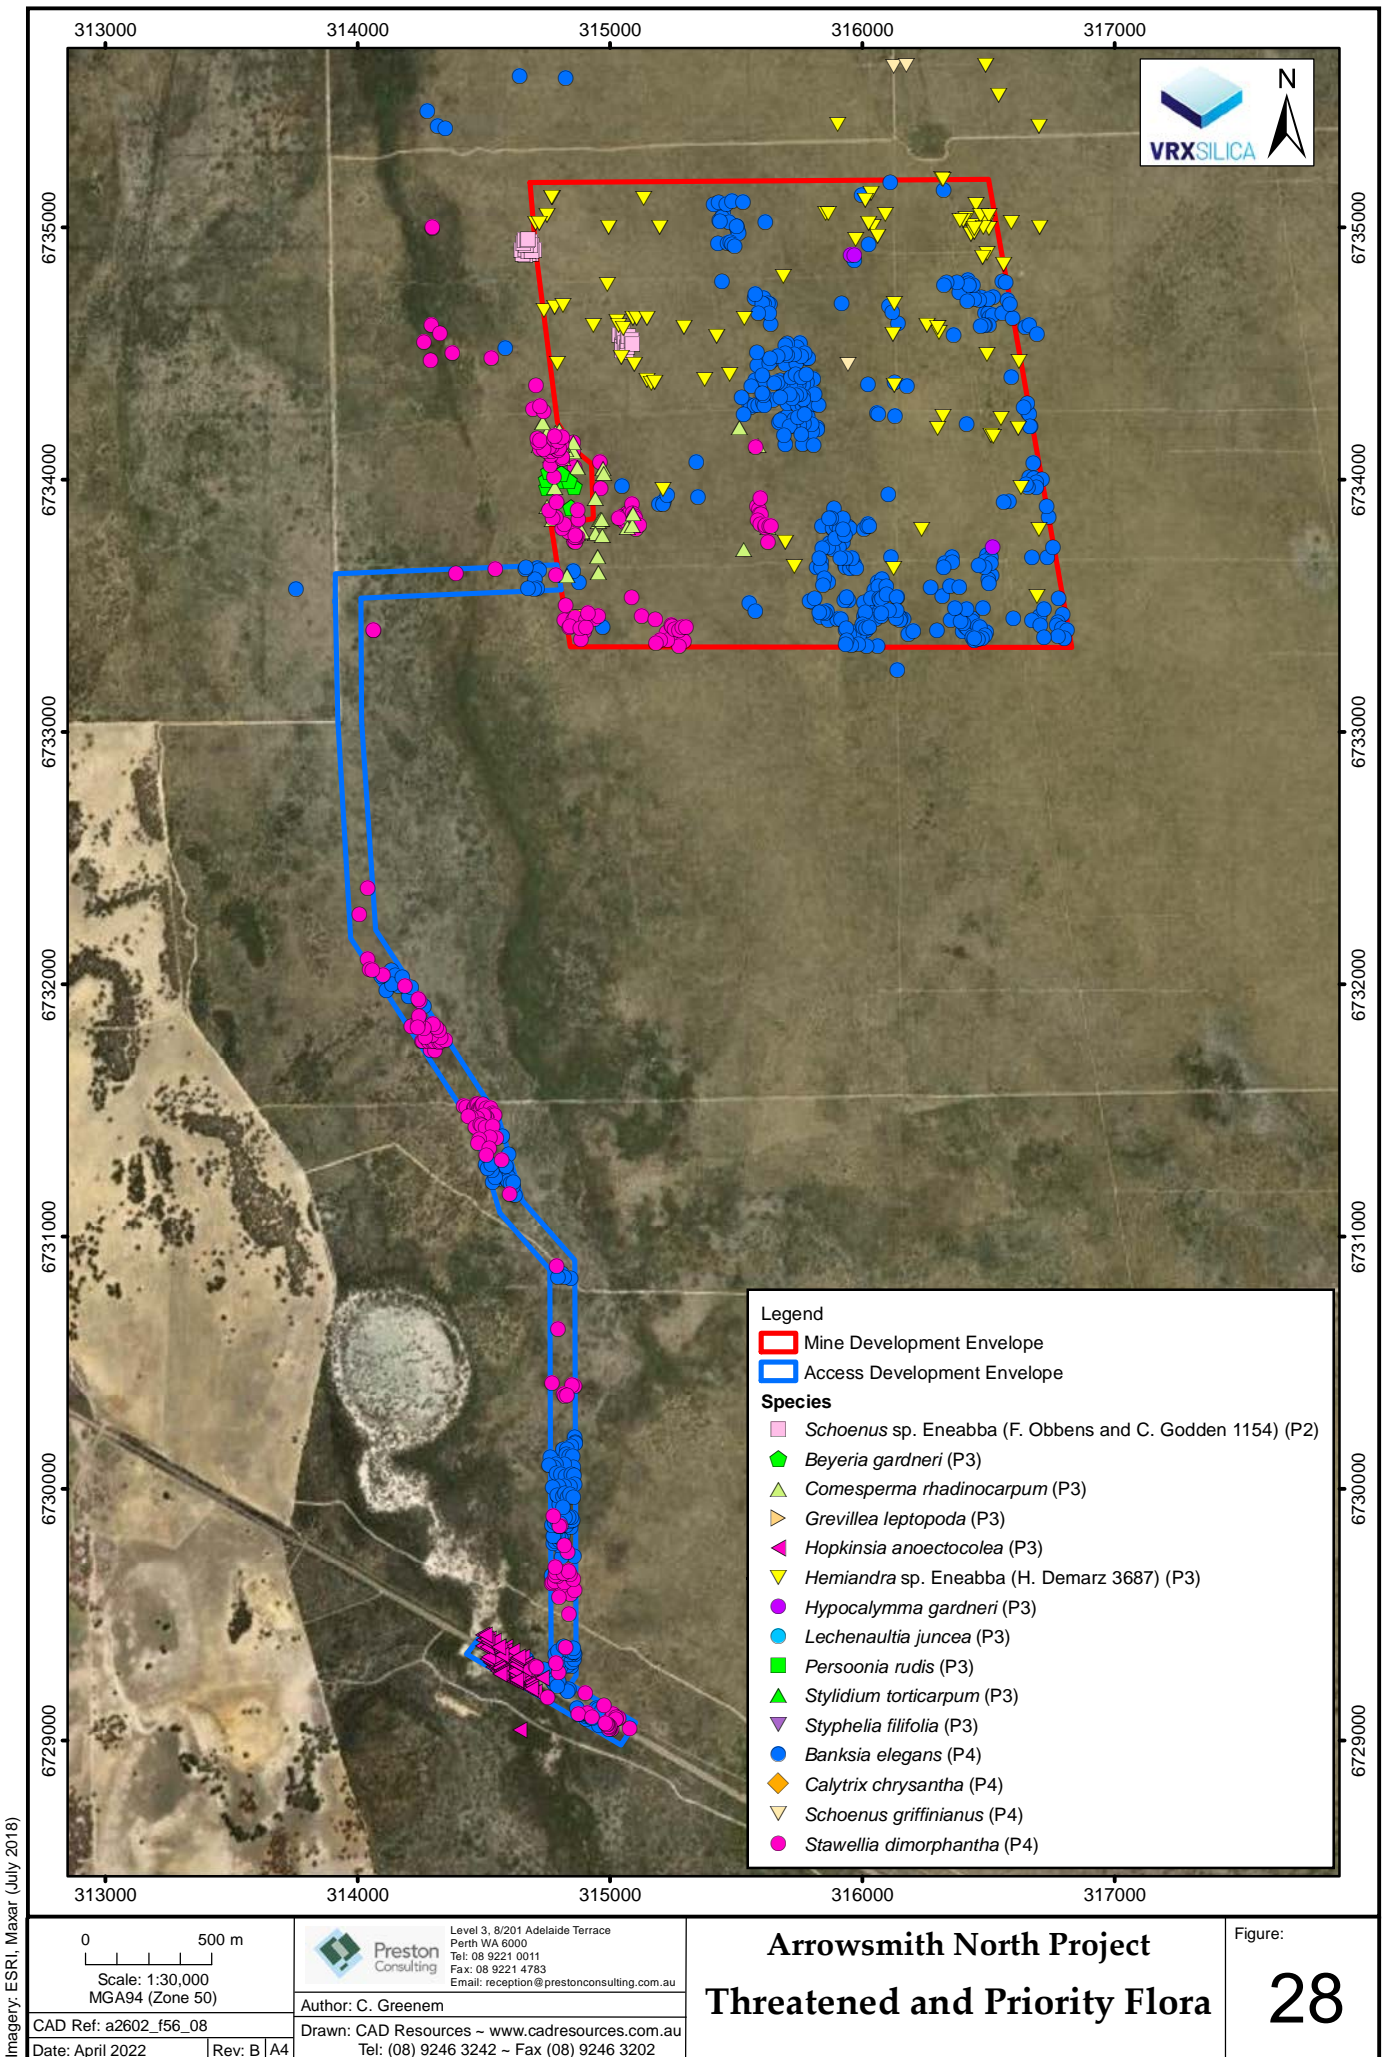 313000 314000 315000 316000 317000
N
VRXSILICA
6735000 6735000
6734000 6734000
6733000 6733000
6732000 6732000
6731000 6731000
6730000 6730000
6729000 6729000
Legend
Mine Development Envelope
Access Development Envelope
Species
Schoenus sp. Eneabba (F. Obbens and C. Godden 1154) (P2)
Beyeria gardneri (P3)
Comesperma rhadinocarpum (P3)
Grevillea leptopoda (P3)
Hopkinsia anoectocolea (P3)
Hemiandra sp. Eneabba (H. Demarz 3687) (P3)
Hypocalymma gardneri (P3)
Lechenaultia juncea (P3)
Persoonia rudis (P3)
Stylidium torticarpum (P3)
Styphelia filifolia (P3)
Banksia elegans (P4)
Calytrix chrysantha (P4)
Schoenus griffinianus (P4)
Stawellia dimorphantha (P4)
313000 314000 315000 316000 317000
Imagery: ESRI, Maxar (July 2018)
0 500 m
Scale: 1:30,000
MGA94 (Zone 50)
CAD Ref: a2602_f56_08
Date: April 2022 Rev: B A4
Preston
Consulting
Level 3, 8/201 Adelaide Terrace
Perth WA 6000
Tel: 08 9221 0011
Fax: 08 9221 4783
Email: reception@prestonconsulting.com.au
Author: C. Greenem
Drawn: CAD Resources ~ www.cadresources.com.au
Tel: (08) 9246 3242 ~ Fax (08) 9246 3202
Arrowsmith North Project
Threatened and Priority Flora
Figure:
28